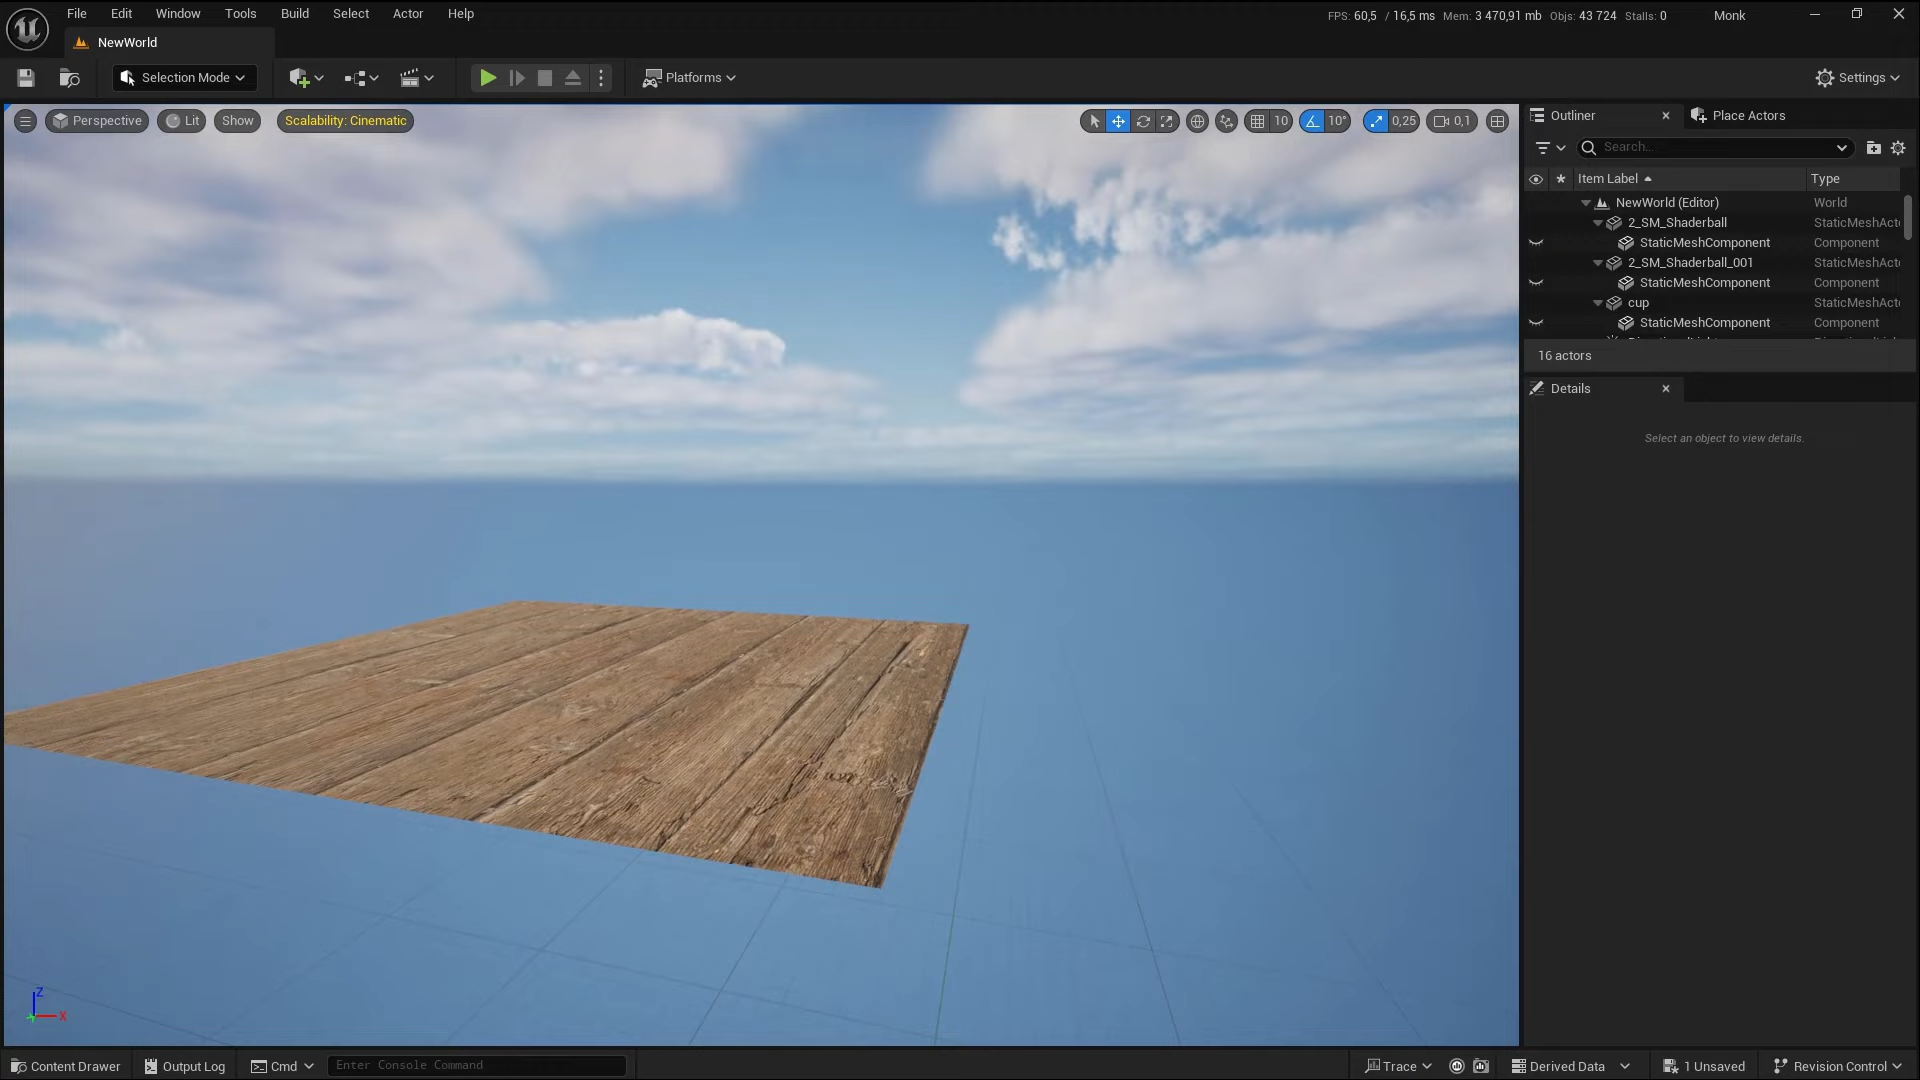 File Edit Window Tools Build Select Actor Help
FPS: 60,5 / 16,5 ms Mem: 3 470,91 mb Objs: 43 724 Stalls: 0 Monk
NewWorld
Selection Mode Platforms Settings
Perspective Lit Show Scalability: Cinematic 10 10° 0,25 0,1
Outliner Place Actors
Search...
Item Label Type
NewWorld (Editor) World
2_SM_Shaderball StaticMeshActo
StaticMeshComponent Component
2_SM_Shaderball_001 StaticMeshActo
StaticMeshComponent Component
cup StaticMeshActo
StaticMeshComponent Component
16 actors
Details
Select an object to view details.
Z
X
Content Drawer Output Log Cmd Enter Console Command Trace Derived Data 1 Unsaved Revision Control